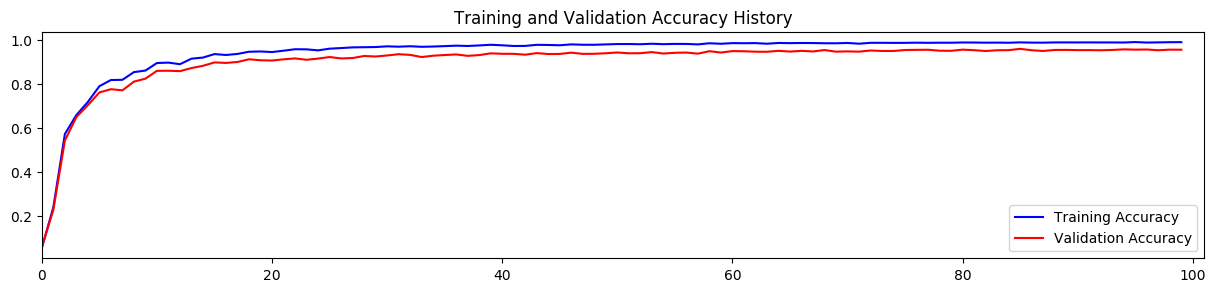 Training and Validation Accuracy History
1.0
0.8
0.6
0.4
0.2
0 20 40 60 80 100
Training Accuracy
Validation Accuracy